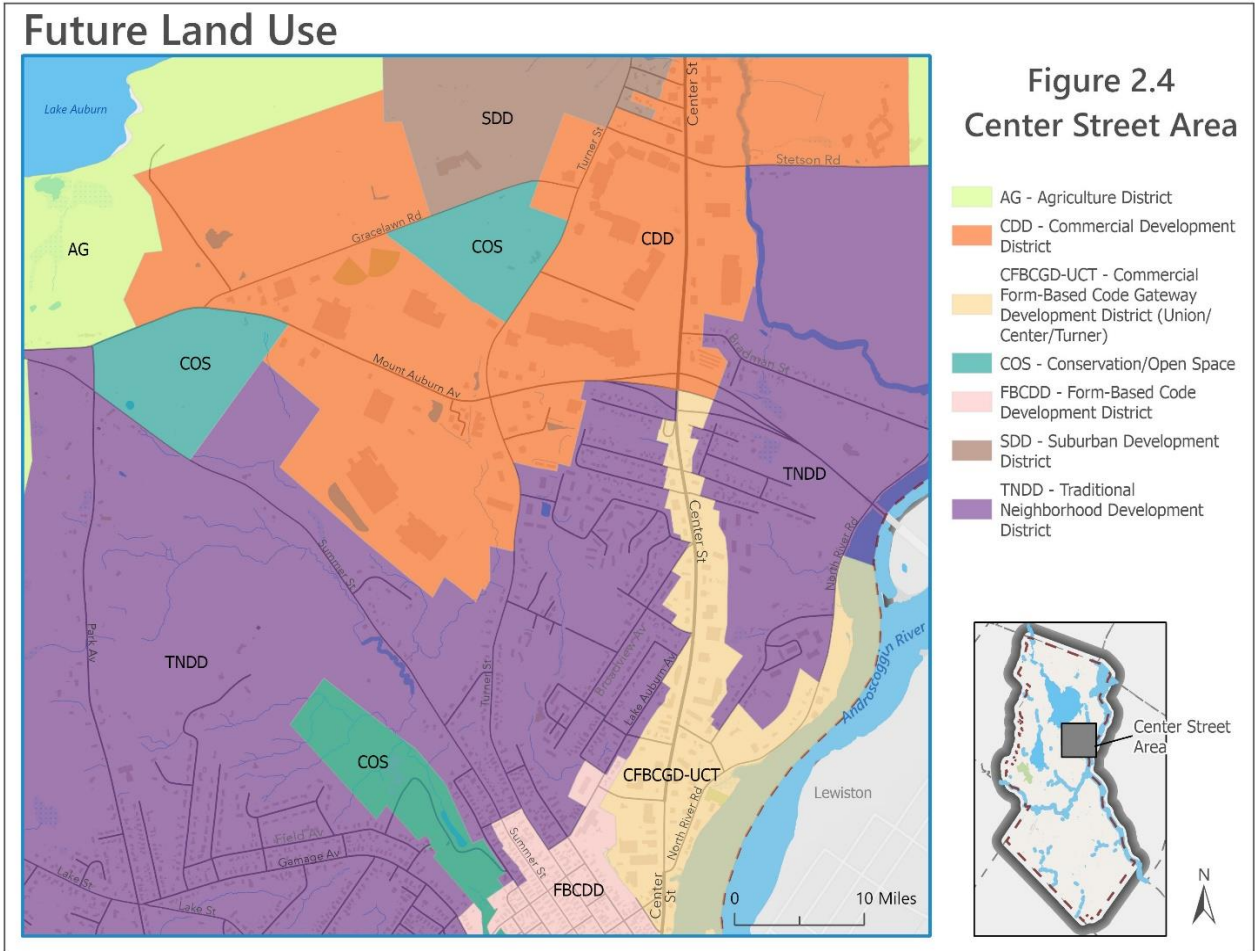 Future Land Use
Figure 2.4
Center Street Area
AG - Agriculture District
CDD - Commercial Development
District
CFBCGD-UCT - Commercial
Form-Based Code Gateway
Development District (Union/
Center/Turner)
COS - Conservation/Open Space
FBCDD - Form-Based Code
Development District
SDD - Suburban Development
District
TNDD - Traditional
Neighborhood Development
District
Lake Auburn
SDD
Center St
Turner St
Stetson Rd
Gracelawn Rd
AG
COS
CDD
COS
Mount Auburn Av
Bradman St
TNDD
Center St
North River Rd
Summer St
Park Av
TNDD
Turner St
Broadview Av
Lake Auburn Av
Androscoggin River
COS
CFBCGD-UCT
Lewiston
North River Rd
Field Av
Gamage Av
Summer St
Lake St
Lake St
FBCDD
Center St
0
10 Miles
Center Street
Area
N